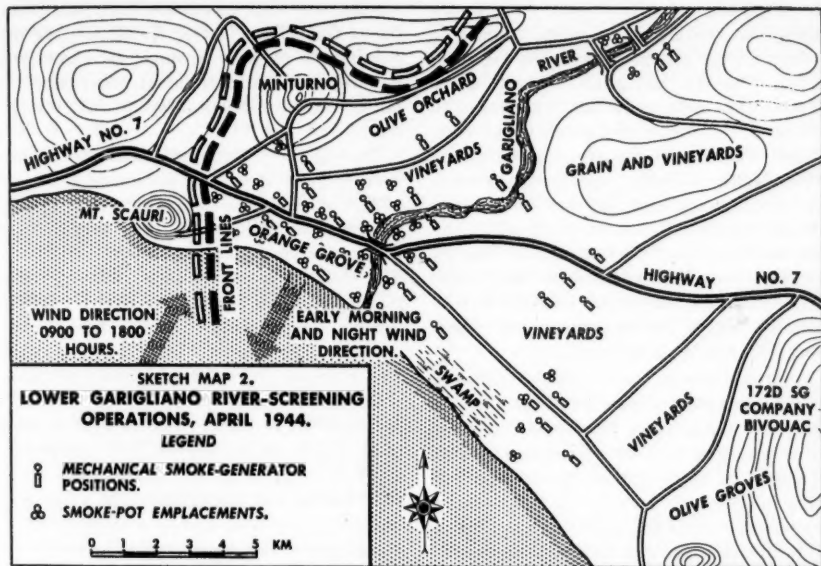 HIGHWAY NO. 7
MINTURNO
OLIVE ORCHARD
RIVER
GARIGLIANO
VINEYARDS
GRAIN AND VINEYARDS
MT. SCAURI
FRONT LINES
ORANGE GROVE
HIGHWAY NO. 7
WIND DIRECTION
0900 TO 1800
HOURS.
EARLY MORNING
AND NIGHT WIND
DIRECTION.
VINEYARDS
SWAMP
VINEYARDS
172D SG
COMPANY
BIVOUAC
OLIVE GROVES
SKETCH MAP 2.
LOWER GARIGLIANO RIVER-SCREENING
OPERATIONS, APRIL 1944.
LEGEND
MECHANICAL SMOKE-GENERATOR
POSITIONS.
SMOKE-POT EMPLACEMENTS.
0 1 2 3 4 5 KM